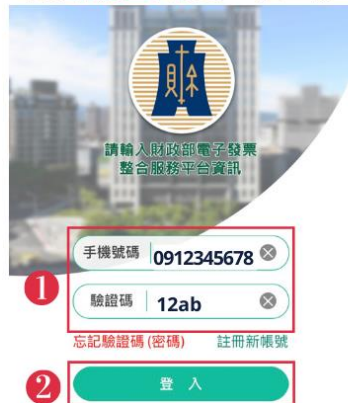 請輸入財政部電子發票
整合服務平台資訊
1
手機號碼 0912345678
驗證碼 12ab
忘記驗證碼(密碼) 註冊新帳號
2
登 入